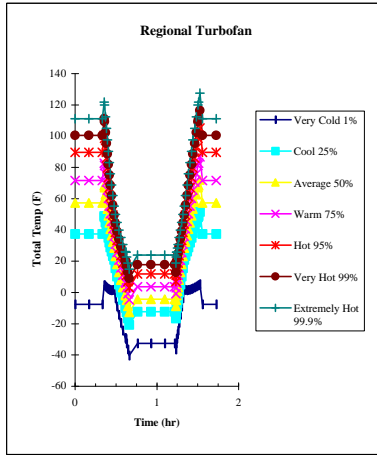 Regional Turbofan
140
120
100
80
60
40
20
0
-20
-40
-60
Total Temp (F)
0
1
2
Time (hr)
Very Cold 1%
Cool 25%
Average 50%
Warm 75%
Hot 95%
Very Hot 99%
Extremely Hot
99.9%